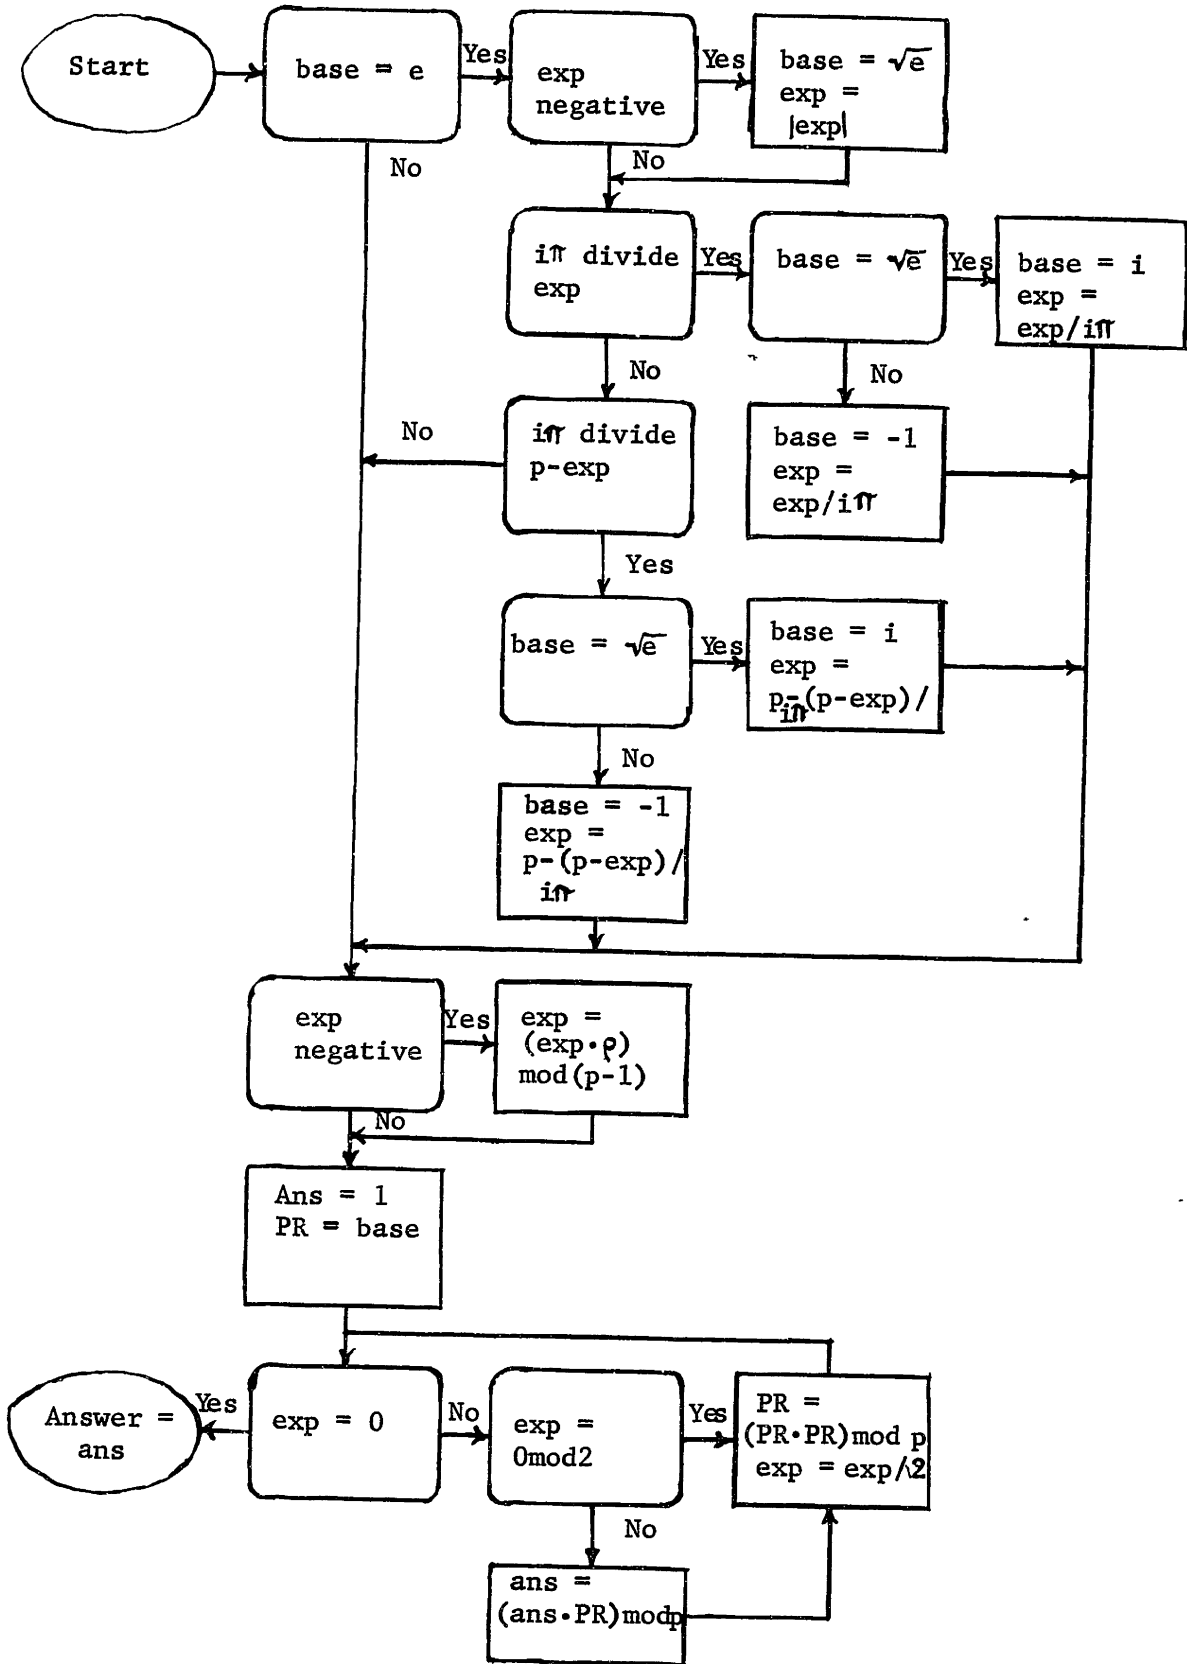 Start
base = e
Yes
exp
negative
Yes
base = √e
exp =
|exp|
No
No
iπ divide
exp
Yes
base = √e
Yes
base = i
exp =
exp/iπ
No
No
iπ divide
p-exp
No
base = -1
exp =
exp/iπ
Yes
base = √e
Yes
base = i
exp =
p-(p-exp)/
iπ
No
base = -1
exp =
p-(p-exp)/
iπ
exp
negative
Yes
exp =
(exp·ρ)
mod(p-1)
No
Ans = 1
PR = base
Answer =
ans
Yes
exp = 0
No
exp =
0mod2
Yes
PR =
(PR·PR)mod p
exp = exp/2
No
ans =
(ans·PR)modp